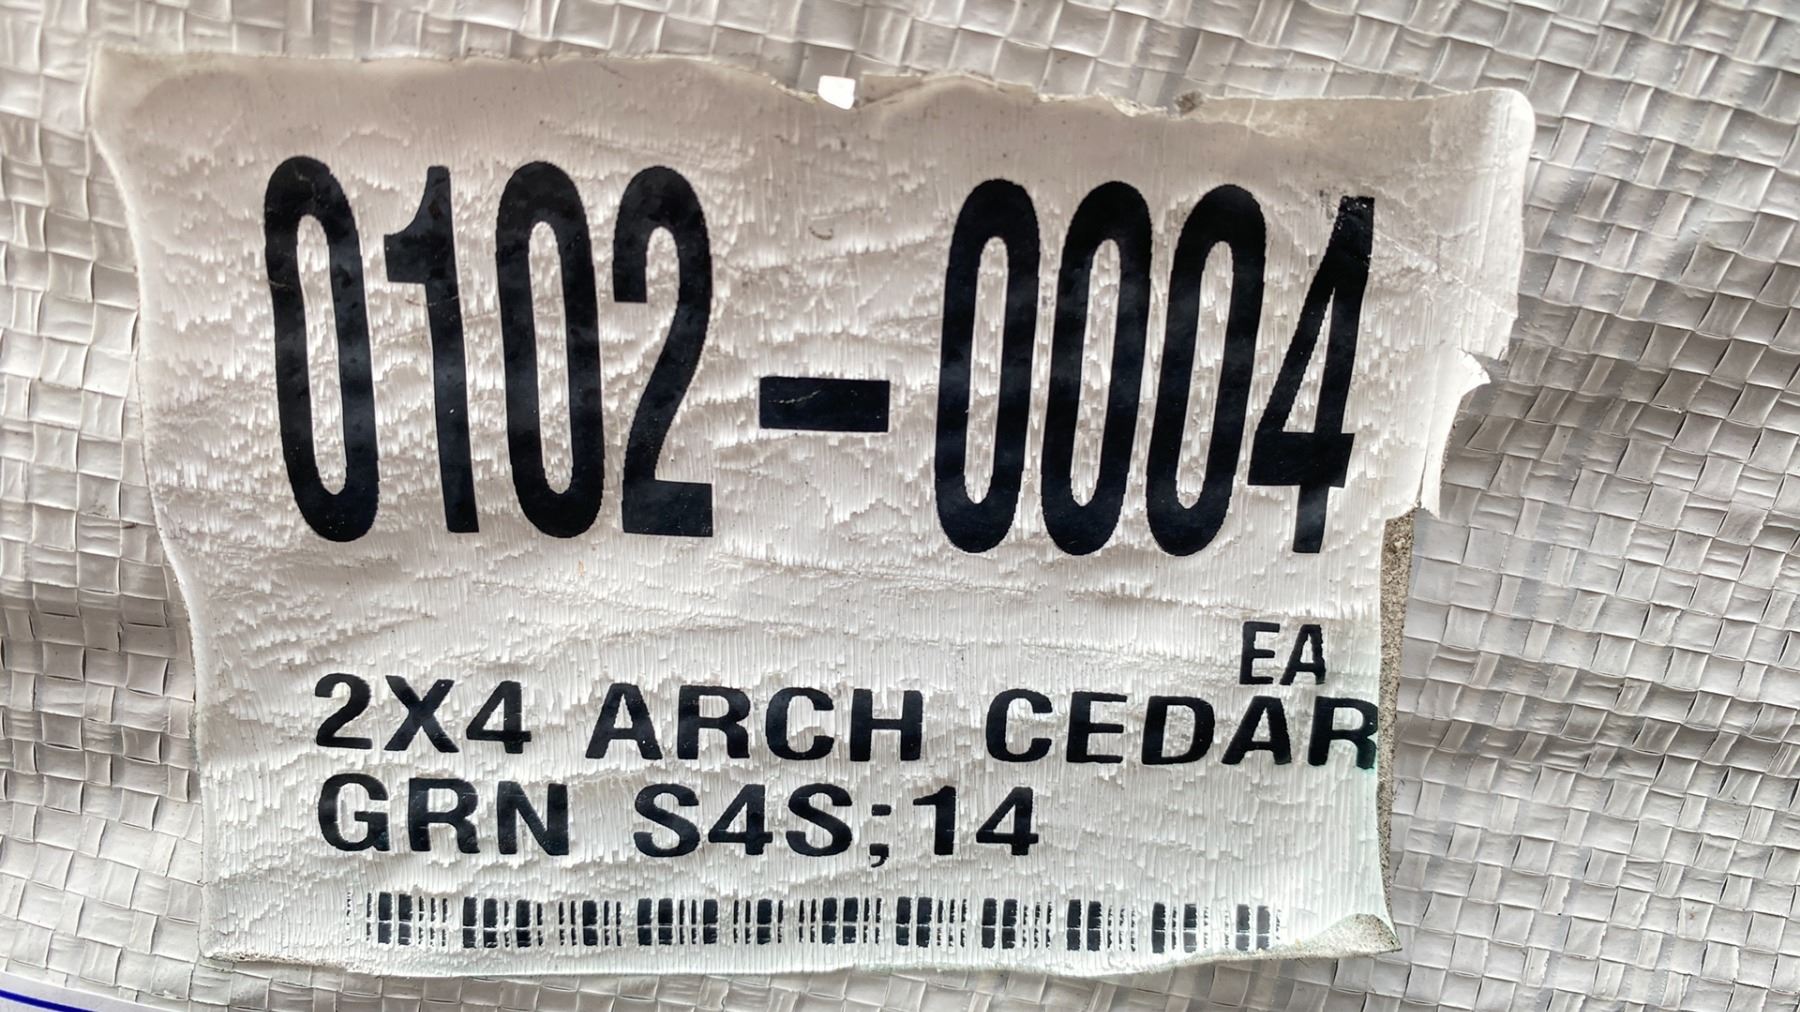 0102-0004
EA
2X4 ARCH CEDAR
GRN S4S;14